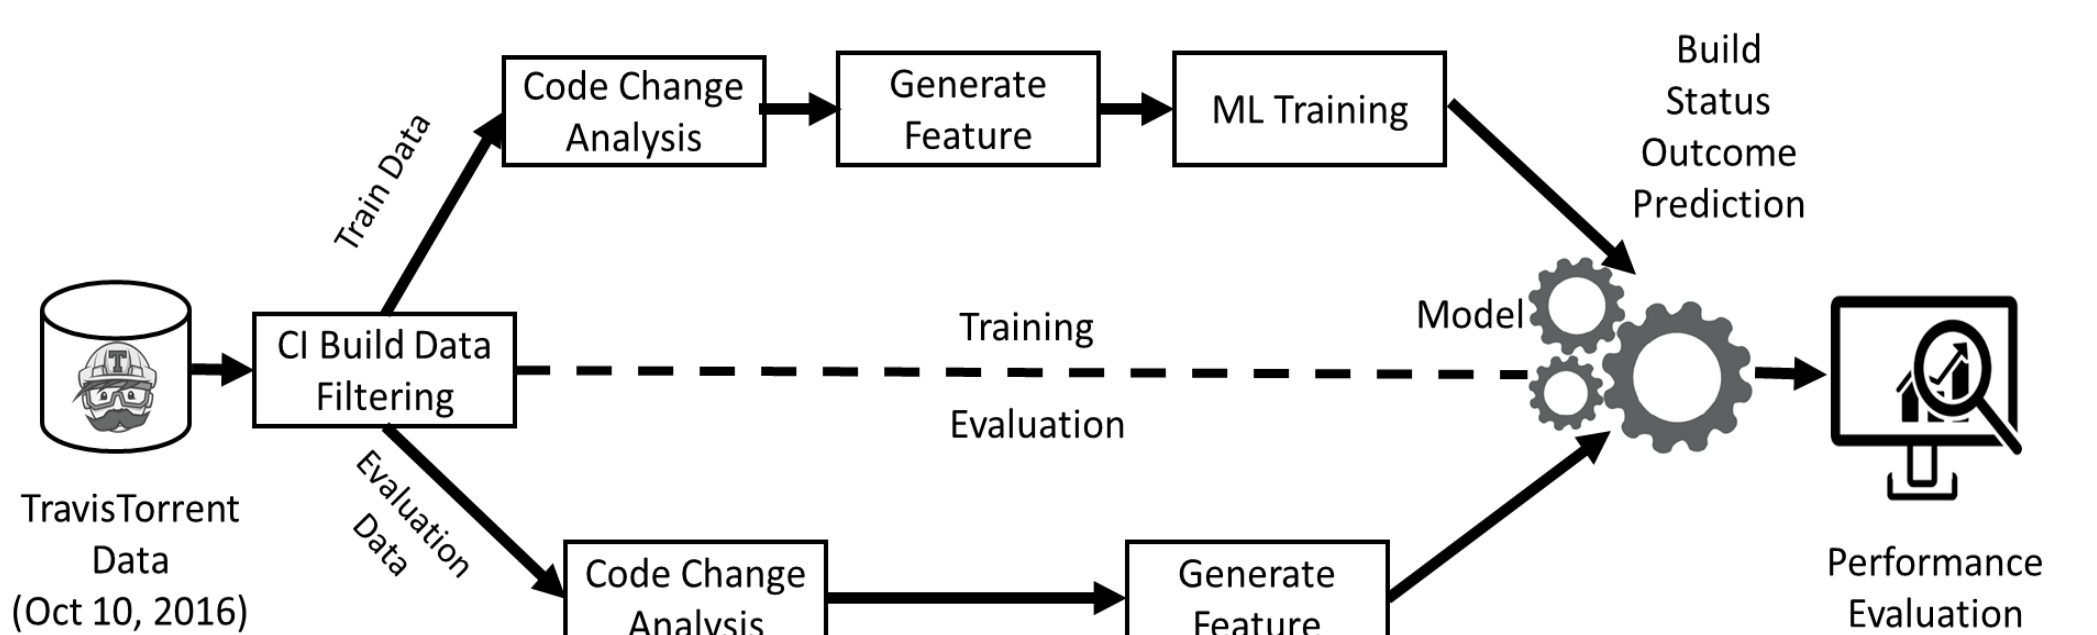 Build
Status
Outcome
Prediction
Code Change
Analysis
Generate
Feature
ML Training
Train Data
Model
Training
Evaluation
T
CI Build Data
Filtering
Evaluation
Data
TravisTorrent
Data
(Oct 10, 2016)
Code Change
Analysis
Generate
Feature
Performance
Evaluation